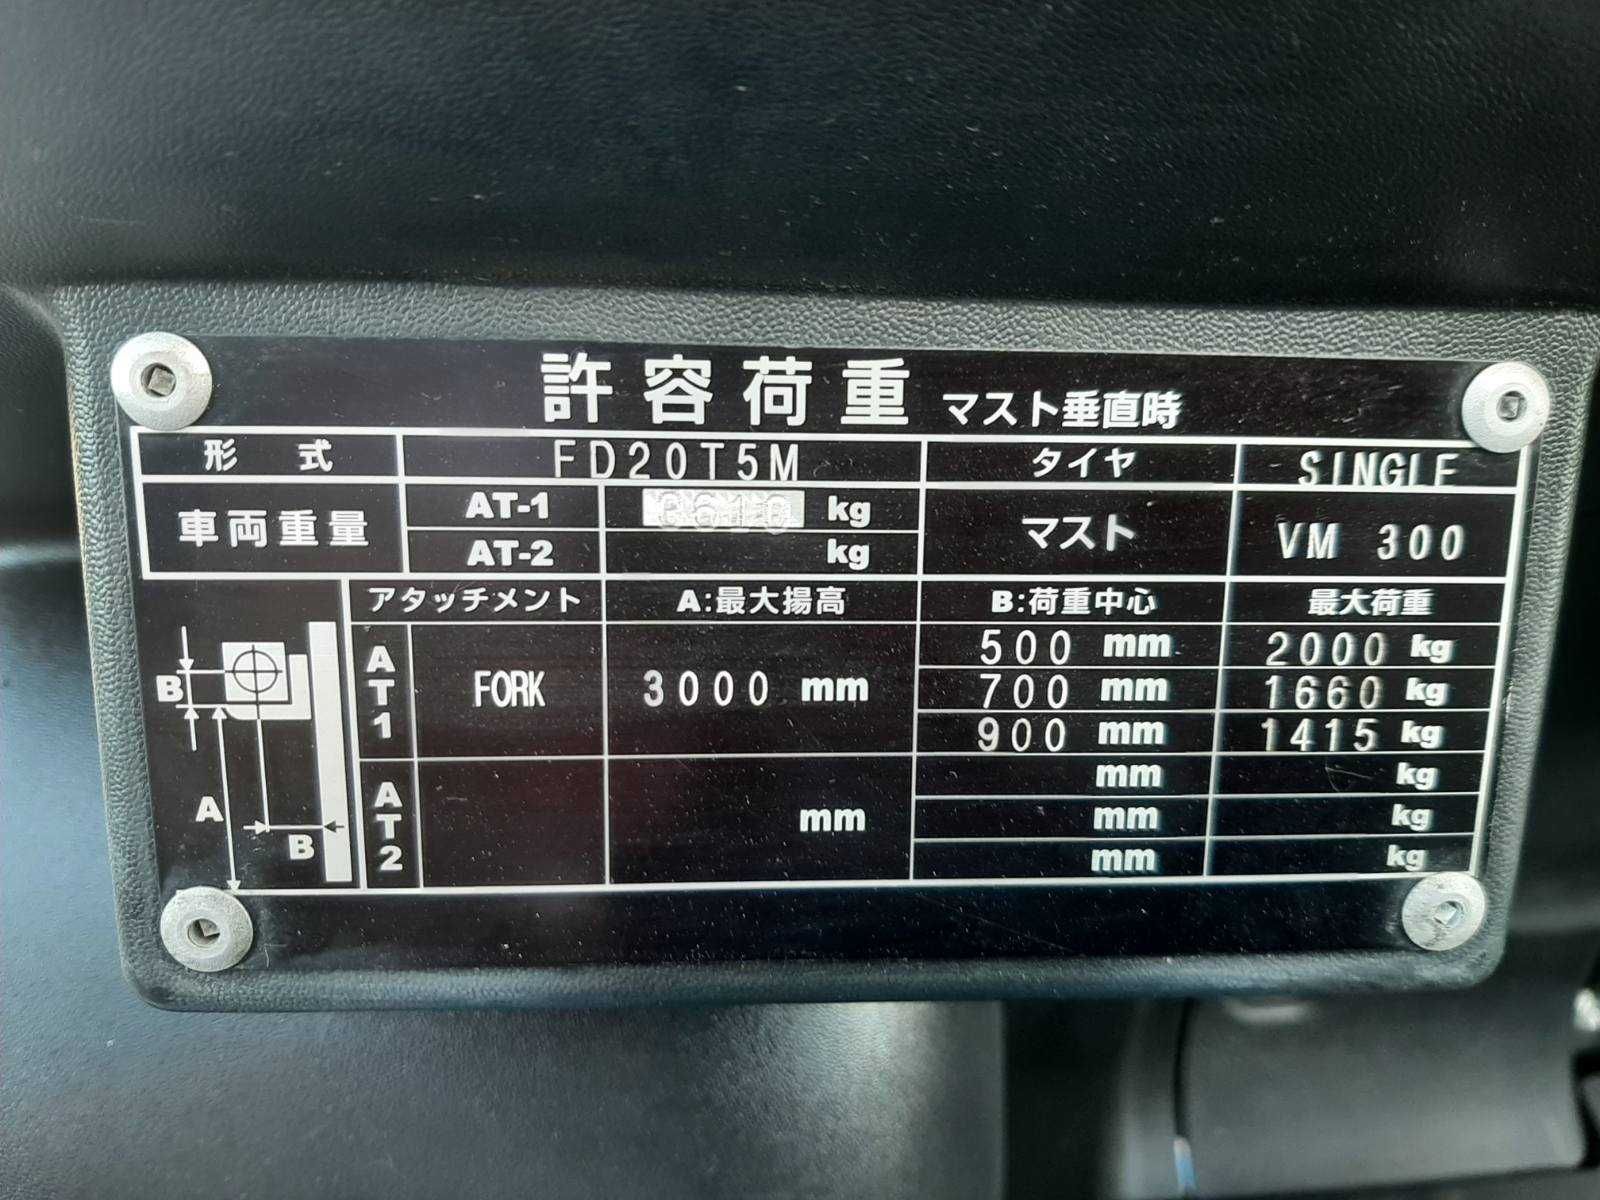 許容荷重 マスト垂直時
形 式 FD20T5M タイヤ SINGLE
車両重量 AT-1 kg マスト VM 300
AT-2 kg
アタッチメント A:最大揚高 B:荷重中心 最大荷重
AT1 FORK 3000 mm 500 mm 2000 kg
700 mm 1660 kg
900 mm 1415 kg
AT2 mm mm kg
mm kg
mm kg
B
A
B